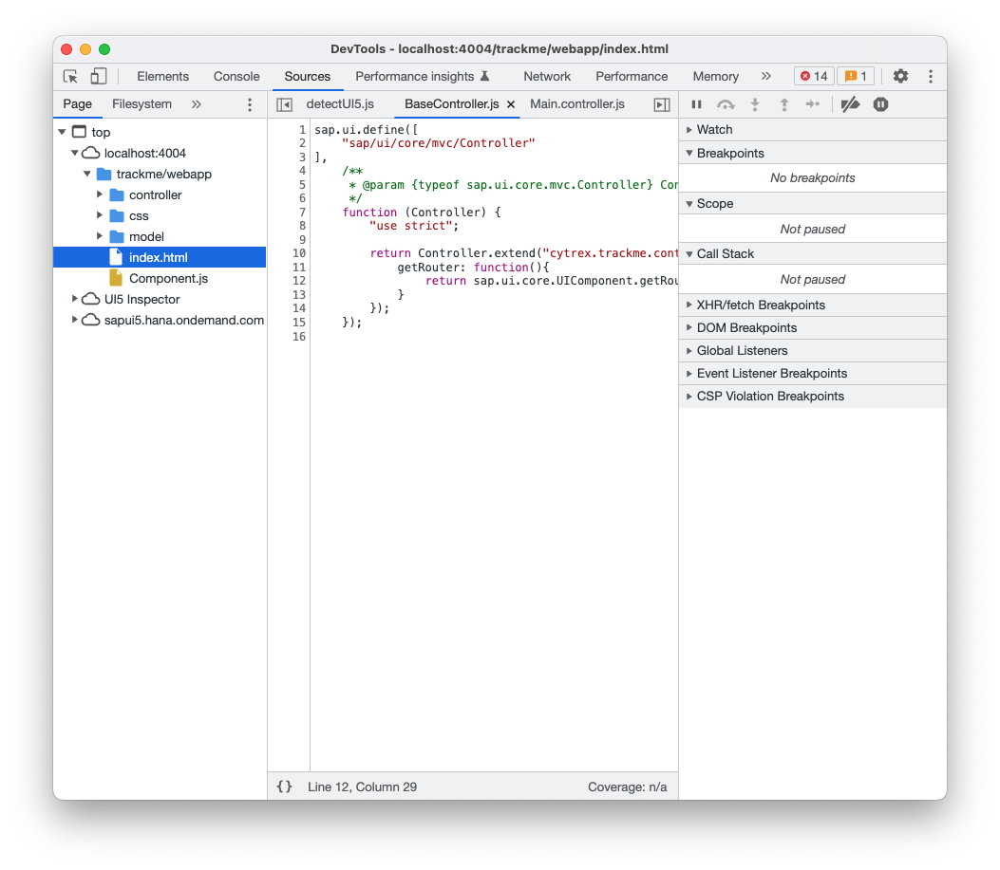 DevTools - localhost:4004/trackme/webapp/index.html
Elements Console Sources Performance insights Network Performance Memory » 14 1
Page Filesystem »
detectUI5.js BaseController.js × Main.controller.js
top
localhost:4004
trackme/webapp
controller
css
model
index.html
Component.js
UI5 Inspector
sapui5.hana.ondemand.com
1 sap.ui.define([
2     "sap/ui/core/mvc/Controller"
3 ],
4     /**
5      * @param {typeof sap.ui.core.mvc.Controller} Cor
6      */
7     function (Controller) {
8         "use strict";
9
10         return Controller.extend("cytrex.trackme.cont
11             getRouter: function(){
12                 return sap.ui.core.UIComponent.getRou
13             }
14         });
15     });
16
{} Line 12, Column 29 Coverage: n/a
Watch
Breakpoints
No breakpoints
Scope
Not paused
Call Stack
Not paused
XHR/fetch Breakpoints
DOM Breakpoints
Global Listeners
Event Listener Breakpoints
CSP Violation Breakpoints